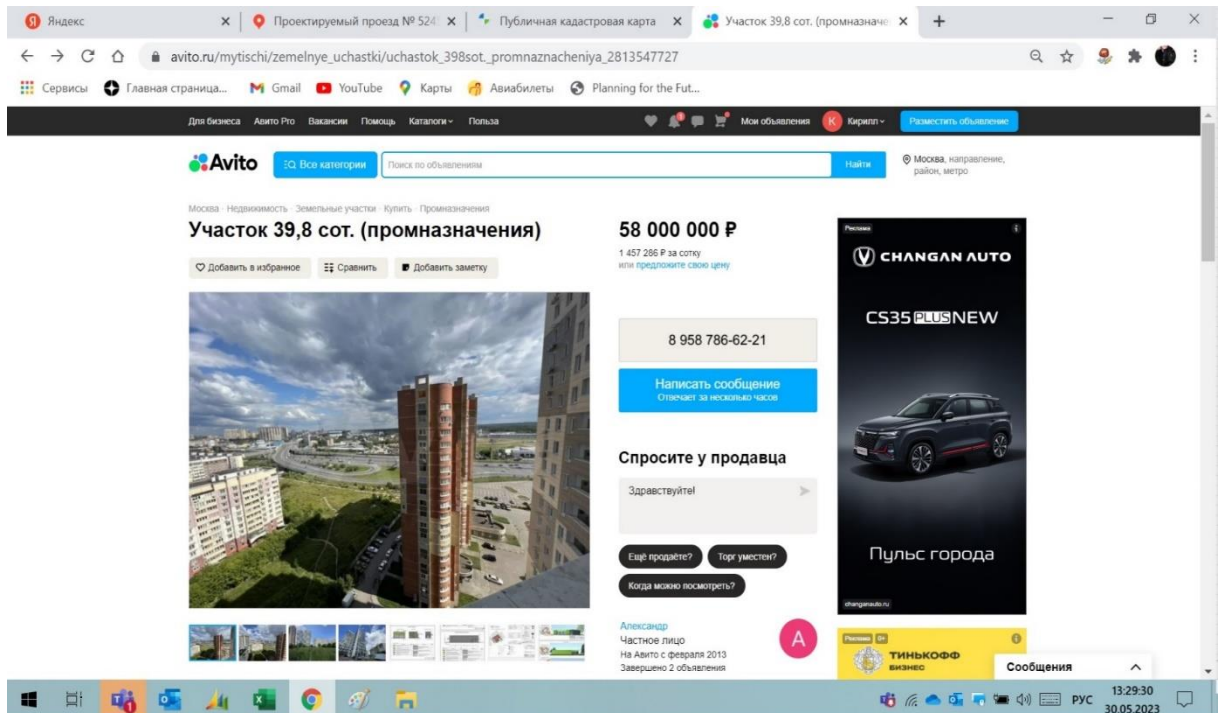 Яндекс
Проектируемый проезд № 524
Публичная кадастровая карта
Участок 39,8 сот. (промназначе
avito.ru/mytischi/zemelnye_uchastki/uchastok_398sot._promnaznacheniya_2813547727
Сервисы
Главная страница...
Gmail
YouTube
Карты
Авиабилеты
Planning for the Fut...
Для бизнеса Авито Pro Вакансии Помощь Каталоги Польза
Мои объявления
К Кирилл
Разместить объявление
Avito
Все категории
Поиск по объявлениям
Найти
Москва, направление,
район, метро
Москва · Недвижимость · Земельные участки · Купить · Промназначения
Участок 39,8 сот. (промназначения)
Добавить в избранное
Сравнить
Добавить заметку
58 000 000 ₽
1 457 286 ₽ за сотку
или предложите свою цену
8 958 786-62-21
Написать сообщение
Отвечает за несколько часов
Спросите у продавца
Здравствуйте!
Ещё продаёте?
Торг уместен?
Когда можно посмотреть?
Александр
Частное лицо
На Авито с февраля 2013
Завершено 2 объявления
А
Реклама
CHANGAN AUTO
CS35 PLUS NEW
Пульс города
changanauto.ru
Реклама 0+
ТИНЬКОФФ
БИЗНЕС
Сообщения
РУС
13:29:30
30.05.2023